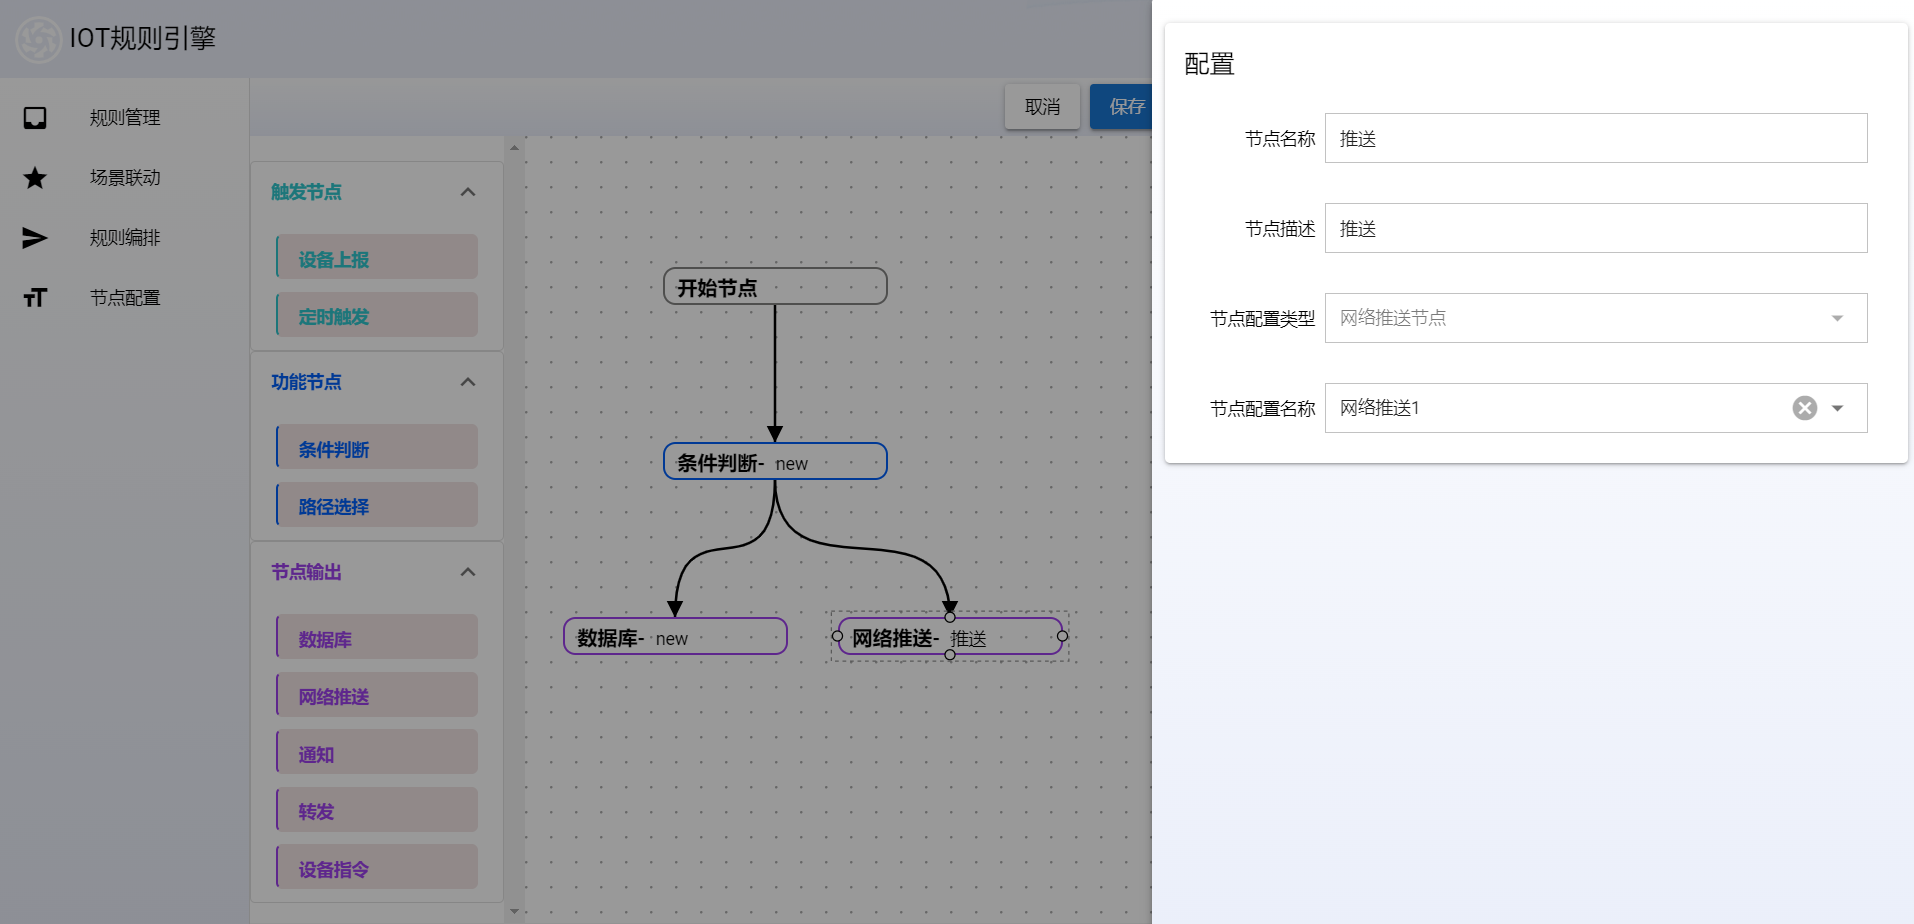 IOT规则引擎
规则管理
场景联动
规则编排
节点配置
取消
保存
触发节点
设备上报
定时触发
功能节点
条件判断
路径选择
节点输出
数据库
网络推送
通知
转发
设备指令
开始节点
条件判断- new
数据库- new
网络推送- 推送
配置
节点名称 推送
节点描述 推送
节点配置类型 网络推送节点
节点配置名称 网络推送1